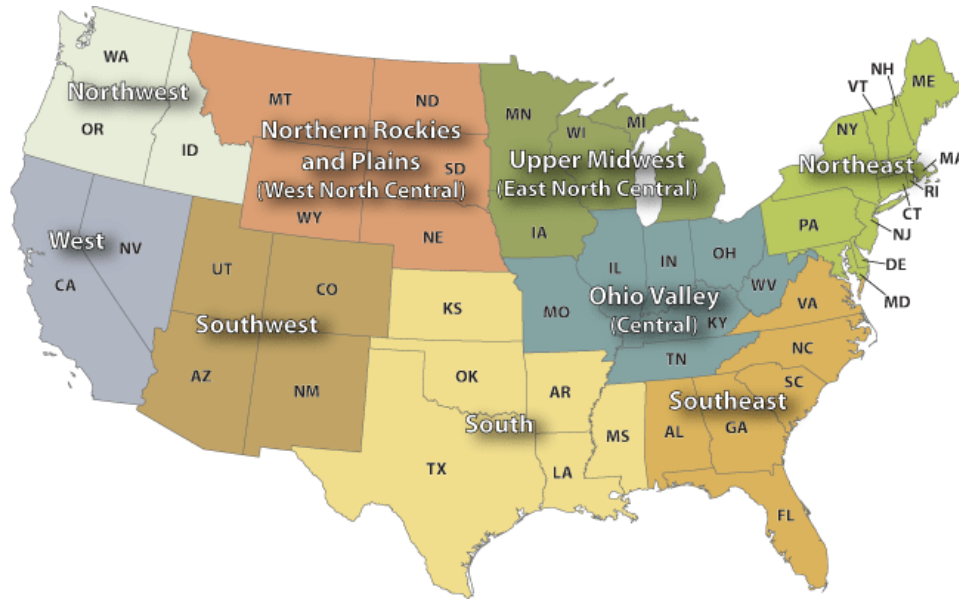 WA
Northwest
OR
ID
MT
ND
Northern Rockies
and Plains
(West North Central)
SD
WY
NE
MN
WI
MI
Upper Midwest
(East North Central)
IA
NH
VT
ME
NY
Northeast
MA
RI
CT
PA
NJ
DE
MD
West
NV
CA
UT
CO
Southwest
AZ
NM
KS
OK
AR
South
TX
LA
MS
IL
IN
OH
WV
Ohio Valley
(Central)
MO
KY
TN
VA
NC
SC
Southeast
AL
GA
FL